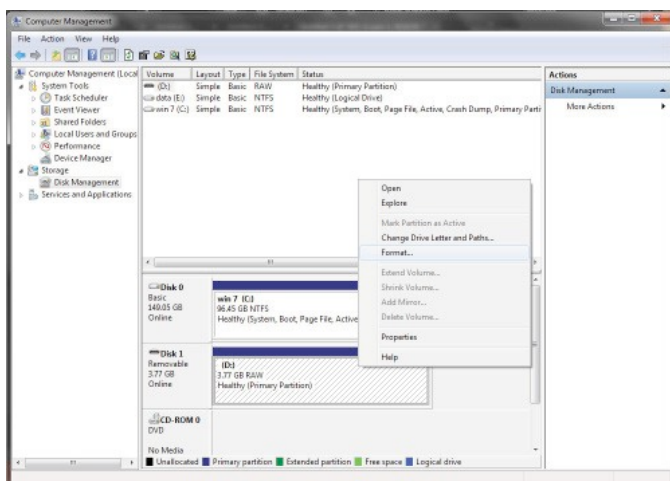 Computer Management
File Action View Help
Computer Management (Local
System Tools
Task Scheduler
Event Viewer
Shared Folders
Local Users and Groups
Performance
Device Manager
Storage
Disk Management
Services and Applications
Volume Layout Type File System Status
(D:) Simple Basic RAW Healthy (Primary Partition)
data (E:) Simple Basic NTFS Healthy (Logical Drive)
win 7 (C:) Simple Basic NTFS Healthy (System, Boot, Page File, Active, Crash Dump, Primary Parti
Actions
Disk Management
More Actions
Open
Explore
Mark Partition as Active
Change Drive Letter and Paths...
Format...
Extend Volume...
Shrink Volume...
Add Mirror...
Delete Volume...
Properties
Help
Disk 0
Basic
149.05 GB
Online
win 7 (C:)
96.45 GB NTFS
Healthy (System, Boot, Page File, Active
Disk 1
Removable
3.77 GB
Online
(D:)
3.77 GB RAW
Healthy (Primary Partition)
CD-ROM 0
DVD
No Media
Unallocated Primary partition Extended partition Free space Logical drive